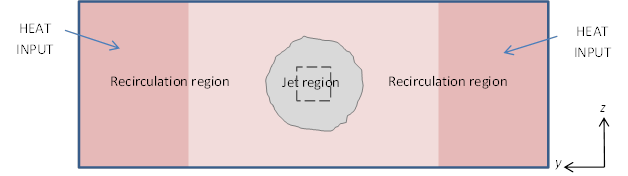 HEAT
INPUT
HEAT
INPUT
Recirculation region
Jet region
Recirculation region
z
y